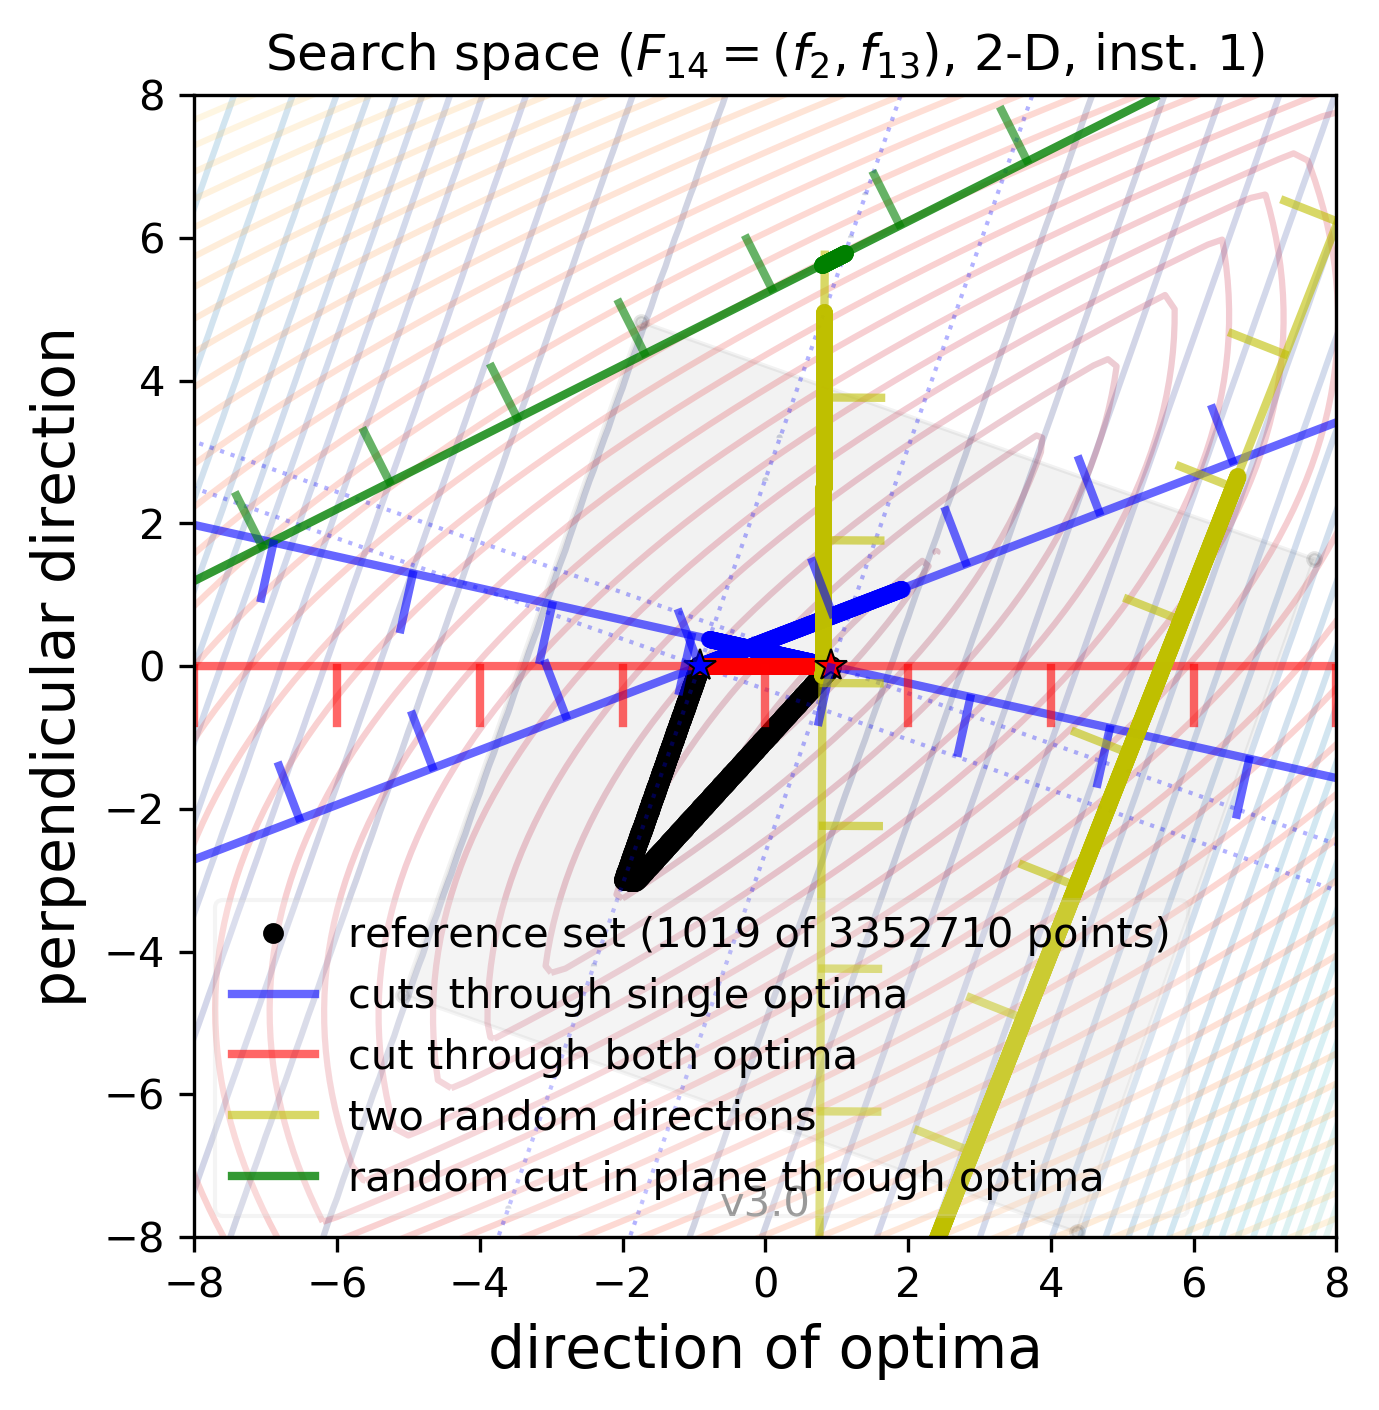 Search space (F₁₄ = (f₂, f₁₃), 2-D, inst. 1)
8
6
4
2
0
−2
−4
−6
−8
perpendicular direction
reference set (1019 of 3352710 points)
cuts through single optima
cut through both optima
two random directions
random cut in plane through optima
v3.0
−8 −6 −4 −2 0 2 4 6 8
direction of optima